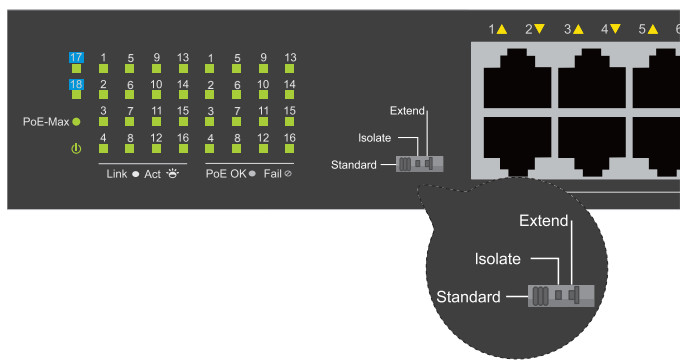 1 2 3 4 5 6
17 1 5 9 13 1 5 9 13
18 2 6 10 14 2 6 10 14
PoE-Max 3 7 11 15 3 7 11 15
4 8 12 16 4 8 12 16
Link Act PoE OK Fail
Extend
Isolate
Standard
Extend
Isolate
Standard